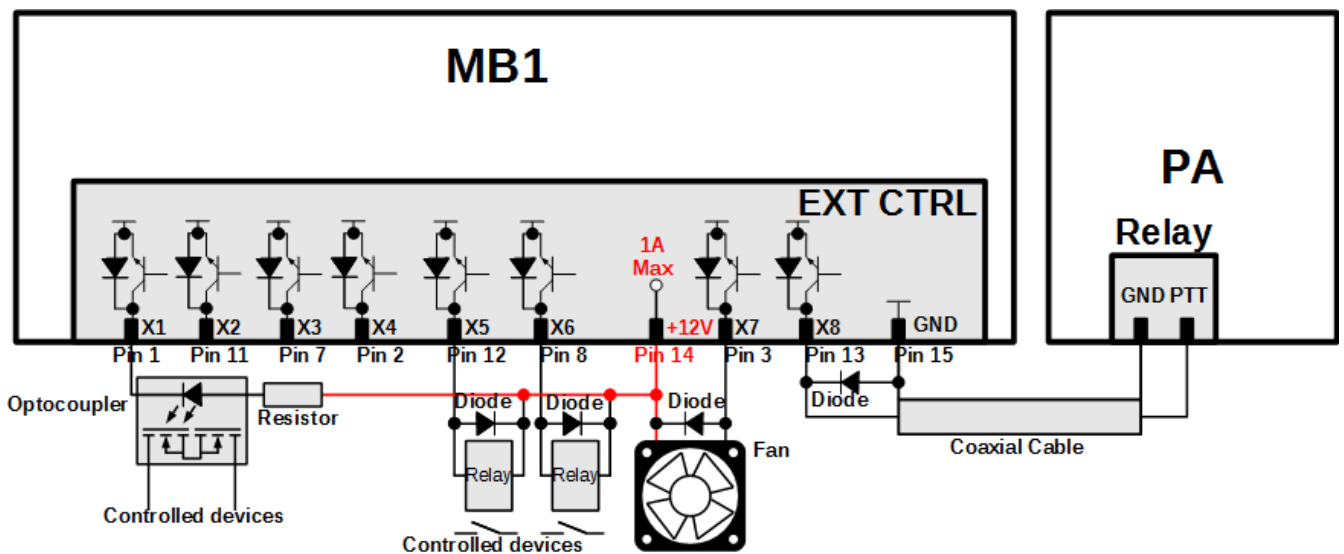 MB1
PA
EXT CTRL
1A
Max
Relay
GND PTT
X1
X2
X3
X4
X5
X6
+12V
X7
X8
GND
Pin 1
Pin 11
Pin 7
Pin 2
Pin 12
Pin 8
Pin 14
Pin 3
Pin 13
Pin 15
Optocoupler
Resistor
Diode
Diode
Diode
Diode
Relay
Relay
Fan
Coaxial Cable
Controlled devices
Controlled devices